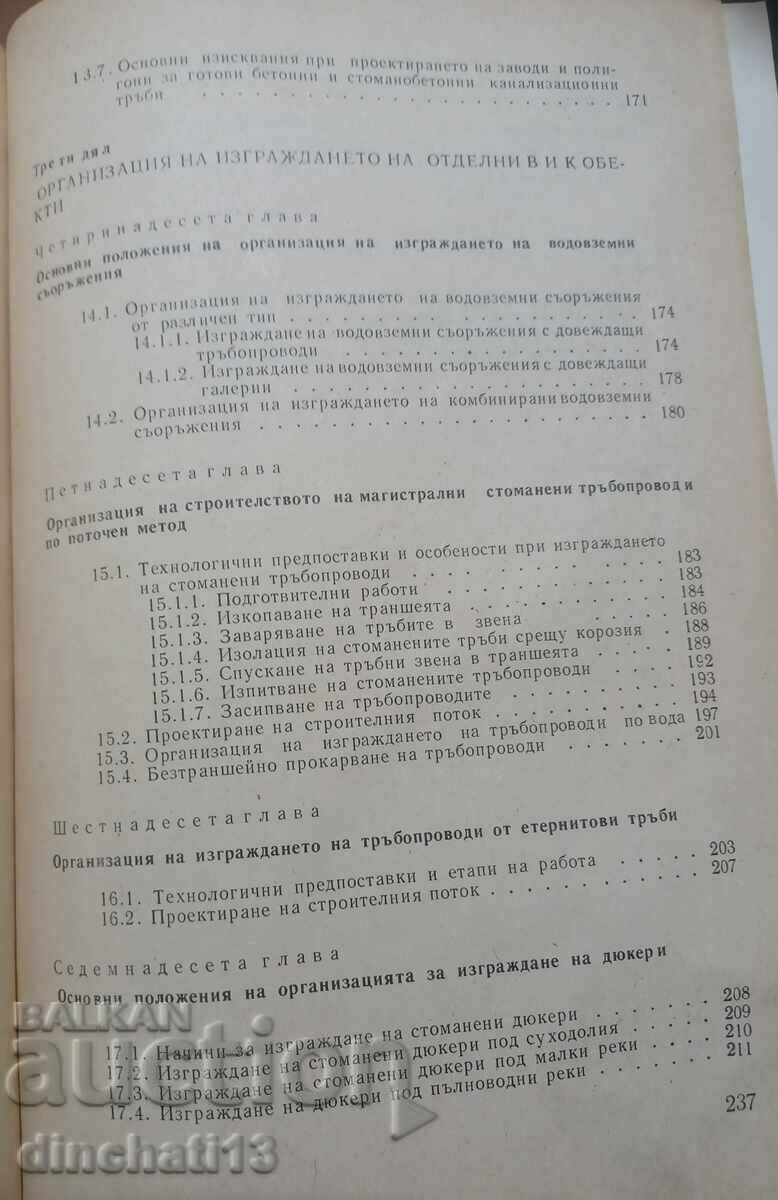 13.7. Основни изисквания при проектирането на заводи и поли-
гони за готови бетонни и стоманобетонни канализационни
тръби . . . . . . . . . . . . . . . . . . . . 171
Трети дял
ОРГАНИЗАЦИЯ НА ИЗГРАЖДАНЕТО НА ОТДЕЛНИ В И К ОБЕ-
КТИ
Четиринадесета глава
Основни положения на организация на изграждането на водовземни
съоръжения
14.1. Организация на изграждането на водовземни съоръжения
от различен тип . . . . . . . . . . . . . . . 174
14.1.1. Изграждане на водовземни съоръжения с довеждащи
тръбопроводи . . . . . . . . . . . . . . . 174
14.1.2. Изграждане на водовземни съоръжения с довеждащи
галерии . . . . . . . . . . . . . . . . . 178
14.2. Организация на изграждането на комбинирани водовземни
съоръжения . . . . . . . . . . . . . . . . . 180
Петнадесета глава
Организация на строителството на магистрални стоманени тръбопроводи
по поточен метод
15.1. Технологични предпоставки и особености при изграждането
на стоманени тръбопроводи . . . . . . . . . . 183
15.1.1. Подготвителни работи . . . . . . . . . . 183
15.1.2. Изкопаване на траншеята . . . . . . . . . 184
15.1.3. Заваряване на тръбите в звена . . . . . . . 186
15.1.4. Изолация на стоманените тръби срещу корозия . 188
15.1.5. Спускане на тръбни звена в траншеята . . . . 189
15.1.6. Изпитване на стоманените тръбопроводи . . . 192
15.1.7. Засипване на тръбопроводите . . . . . . . 193
15.2. Проектиране на строителния поток . . . . . . . . 194
15.3. Организация на изграждането на тръбопроводи по вода 197
15.4. Безтраншейно прокарване на тръбопроводи . . . . . . 201
Шестнадесета глава
Организация на изграждането на тръбопроводи от етернитови тръби
16.1. Технологични предпоставки и етапи на работа . . . . . 203
16.2. Проектиране на строителния поток . . . . . . . . . 207
Седемнадесета глава
Основни положения на организацията за изграждане на дюкери
17.1. Начини за изграждане на стоманени дюкери . . . . . 208
17.2. Изграждане на стоманени дюкери под суходолия . . . . . 209
17.3. Изграждане на стоманени дюкери под малки реки . . . . 210
17.4. Изграждане на дюкери под пълноводни реки . . . . . . 211
237
BALKAN
auction
dinchati13